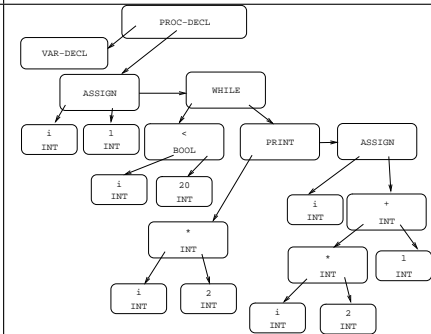 PROC-DECL
VAR-DECL
ASSIGN
WHILE
i
INT
1
INT
<
BOOL
PRINT
ASSIGN
i
INT
20
INT
i
INT
+
INT
*
INT
*
INT
1
INT
i
INT
2
INT
i
INT
2
INT